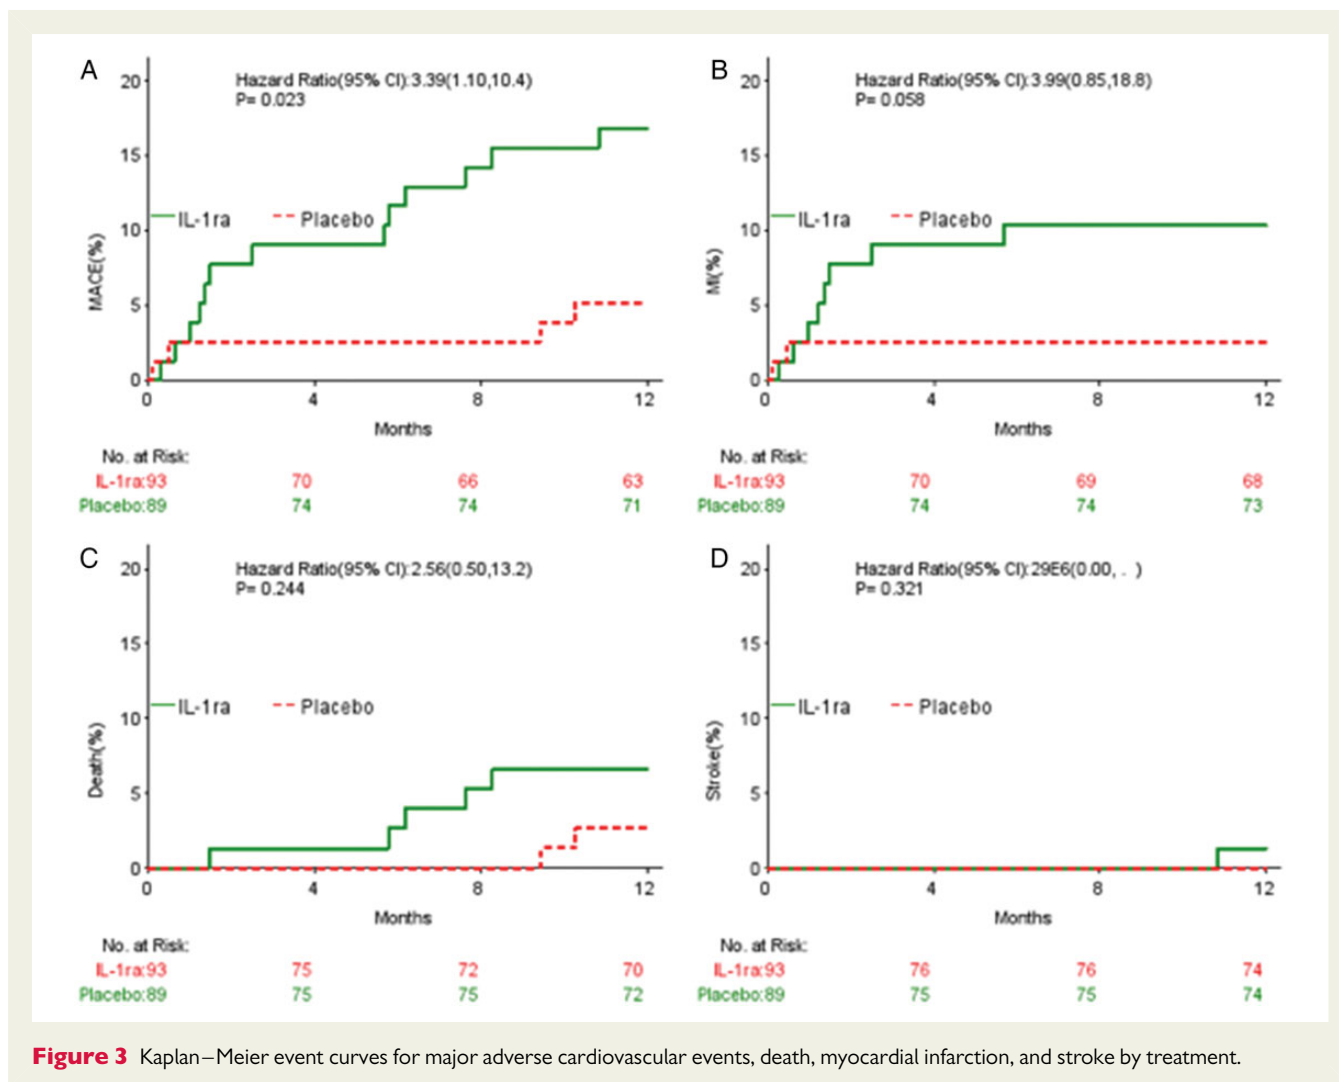 A
Hazard Ratio(95% CI):3.39(1.10,10.4)
P= 0.023
20
15
10
5
0
MACE(%)
IL-1ra
Placebo
0 4 8 12
Months
No. at Risk:
IL-1ra:93 70 66 63
Placebo:89 74 74 71
B
Hazard Ratio(95% CI):3.99(0.85,18.8)
P= 0.058
20
15
10
5
0
MI(%)
IL-1ra
Placebo
0 4 8 12
Months
No. at Risk:
IL-1ra:93 70 69 68
Placebo:89 74 74 73
C
Hazard Ratio(95% CI):2.56(0.50,13.2)
P= 0.244
20
15
10
5
0
Death(%)
IL-1ra
Placebo
0 4 8 12
Months
No. at Risk:
IL-1ra:93 75 72 70
Placebo:89 75 75 72
D
Hazard Ratio(95% CI):29E6(0.00, . )
P= 0.321
20
15
10
5
0
Stroke(%)
IL-1ra
Placebo
0 4 8 12
Months
No. at Risk:
IL-1ra:93 76 76 74
Placebo:89 75 75 74
Figure 3 Kaplan–Meier event curves for major adverse cardiovascular events, death, myocardial infarction, and stroke by treatment.